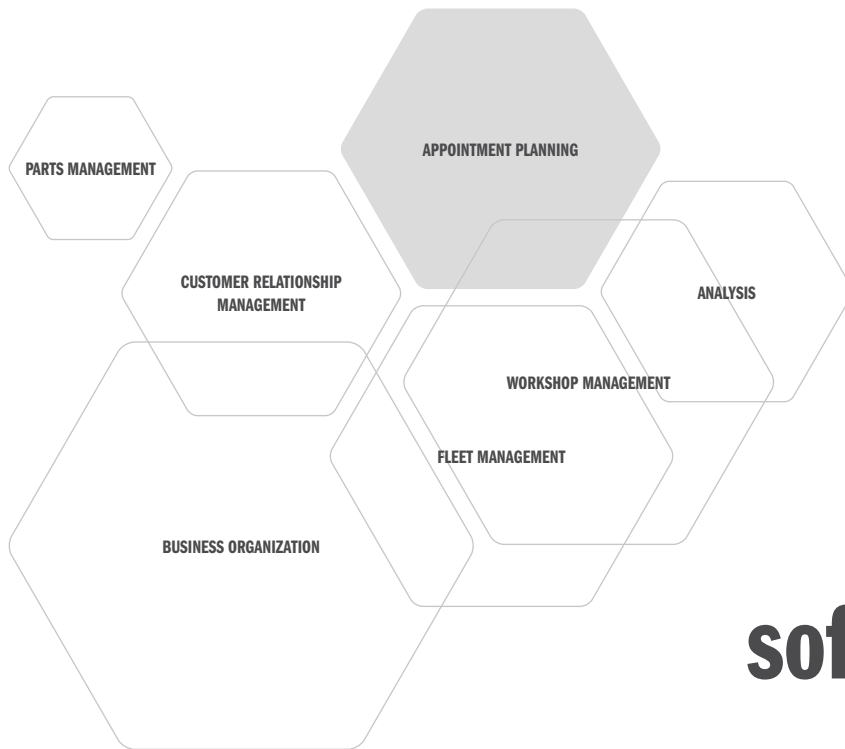 APPOINTMENT PLANNING
PARTS MANAGEMENT
CUSTOMER RELATIONSHIP
MANAGEMENT
ANALYSIS
WORKSHOP MANAGEMENT
FLEET MANAGEMENT
BUSINESS ORGANIZATION
sof